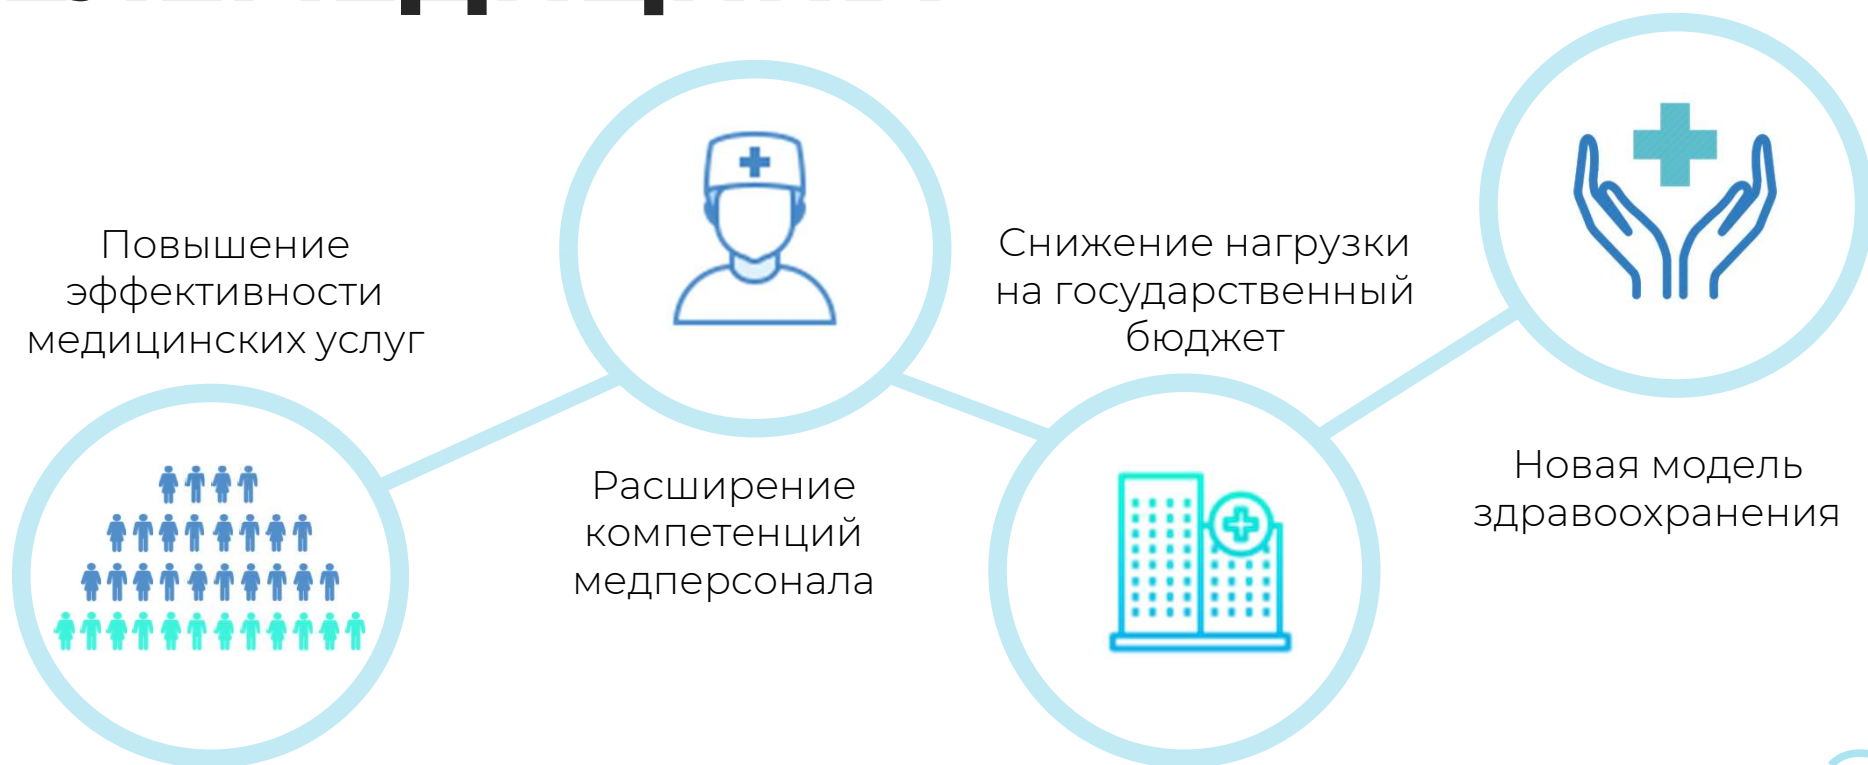 Повышение
эффективности
медицинских услуг
Расширение
компетенций
медперсонала
Снижение нагрузки
на государственный
бюджет
Новая модель
здравоохранения